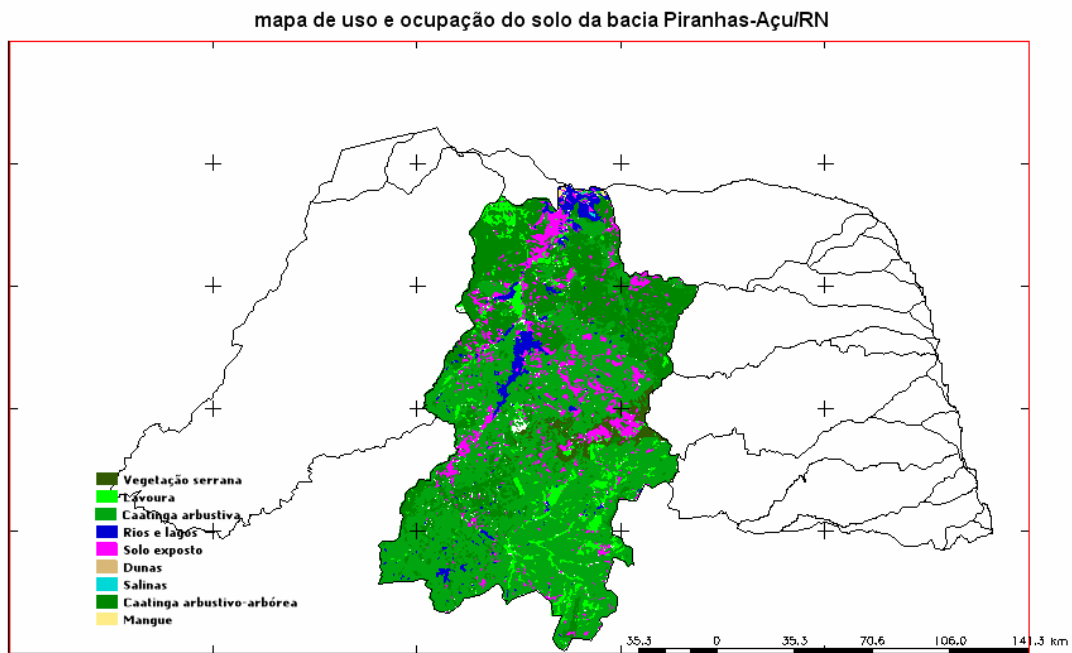 mapa de uso e ocupação do solo da bacia Piranhas-Açu/RN
Vegetação serrana
Lavoura
Caatinga arbustiva
Rios e lagos
Solo exposto
Dunas
Salinas
Caatinga arbustivo-arbórea
Mangue
35.3 0 35.3 70.6 106.0 141.3 km